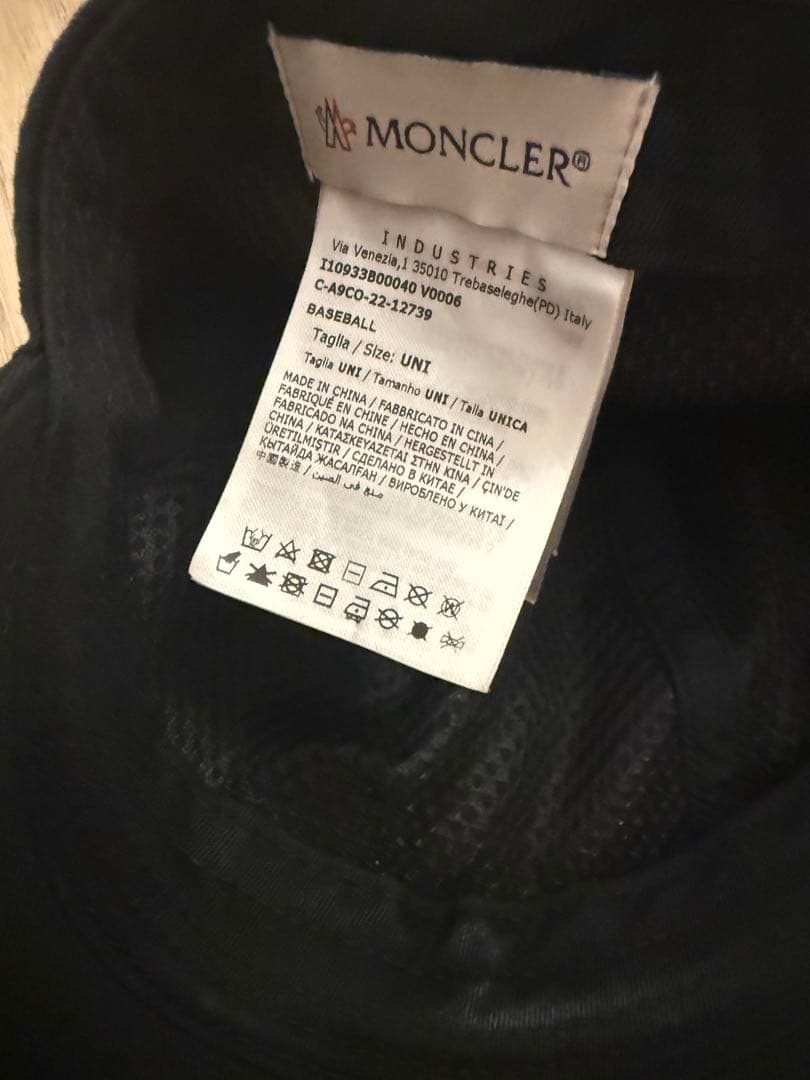 MONCLER®
INDUSTRIES
Via Venezia,1 35010 Trebaseleghe(PD) Italy
I10933B00040 V0006
C-A9CO-22-12739
BASEBALL
Taglia / Size: UNI
Taglia UNI / Tamanho UNI / Talla UNICA
MADE IN CHINA / FABBRICATO IN CINA /
FABRIQUÉ EN CHINE / HECHO EN CHINA /
FABRICADO NA CHINA / HERGESTELLT IN
CHINA / ΚΑΤΑΣΚΕΥΑΖΕΤΑΙ ΣΤΗΝ ΚΙΝΑ / ÇIN'DE
ÜRETILMISTIR / СДЕЛАНО В КИТАЕ /
ҚЫТАЙДА ЖАСАЛҒАН / ВИРОБЛЕНО У КИТАЇ /
中國製造 / صنع في الصين